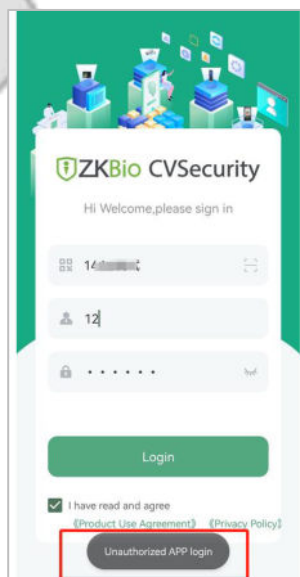 ZKBio CVSecurity
Hi Welcome,please sign in
12
Login
I have read and agree
《Product Use Agreement》 《Privacy Policy》
Unauthorized APP login